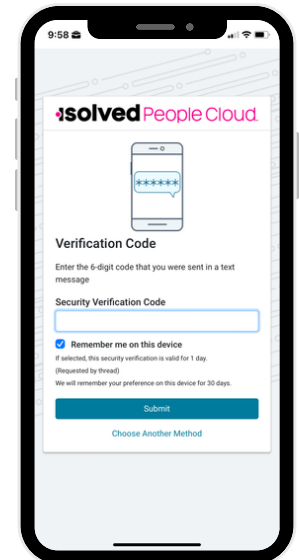 9:58
isolved People Cloud.
******
Verification Code
Enter the 6-digit code that you were sent in a text
message
Security Verification Code
Remember me on this device
If selected, this security verification is valid for 1 day.
(Requested by thread)
We will remember your preference on this device for 30 days.
Submit
Choose Another Method